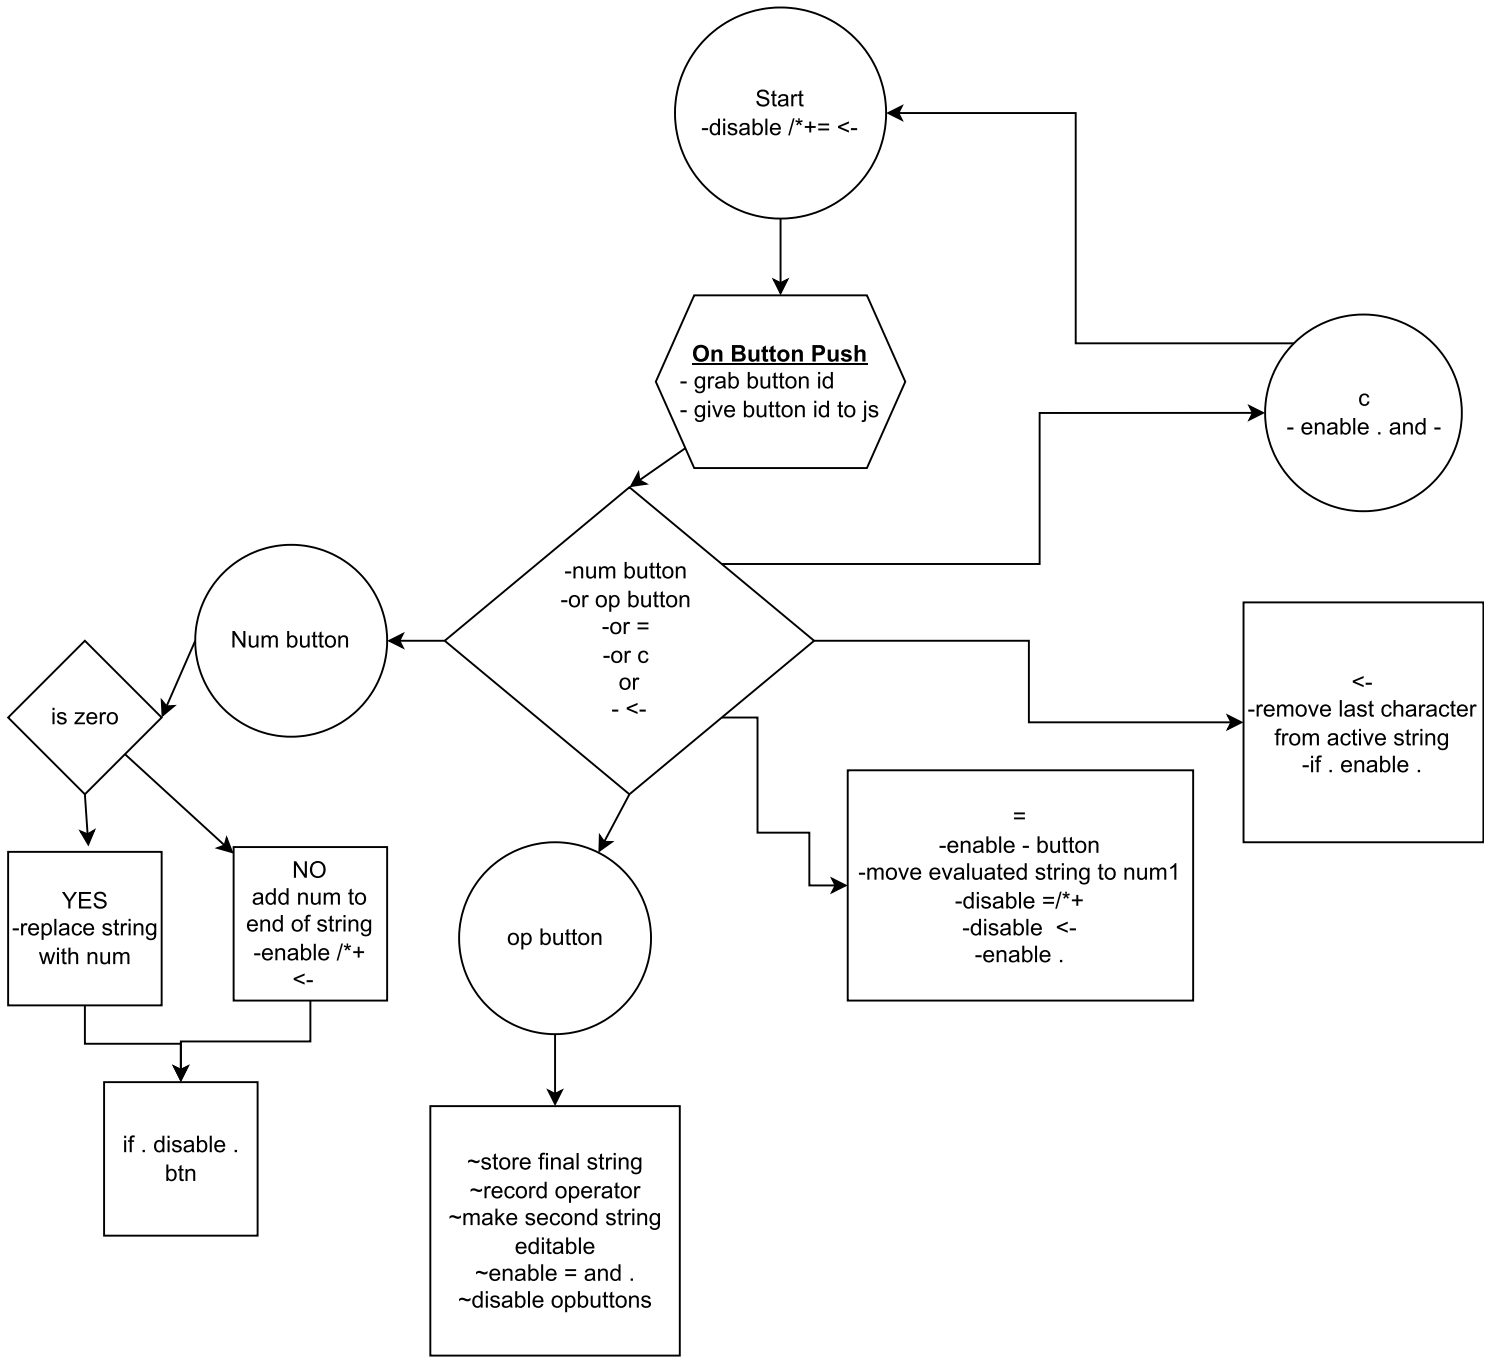 Start
-disable /*+= <-
On Button Push
- grab button id
- give button id to js
c
- enable . and -
-num button
-or op button
-or =
-or c
or
- <-
Num button
is zero
<-
-remove last character
from active string
-if . enable .
=
-enable - button
-move evaluated string to num1
-disable =/*+
-disable  <-
-enable .
YES
-replace string
with num
NO
add num to
end of string
-enable /*+
<-
op button
if . disable .
btn
~store final string
~record operator
~make second string
editable
~enable = and .
~disable opbuttons